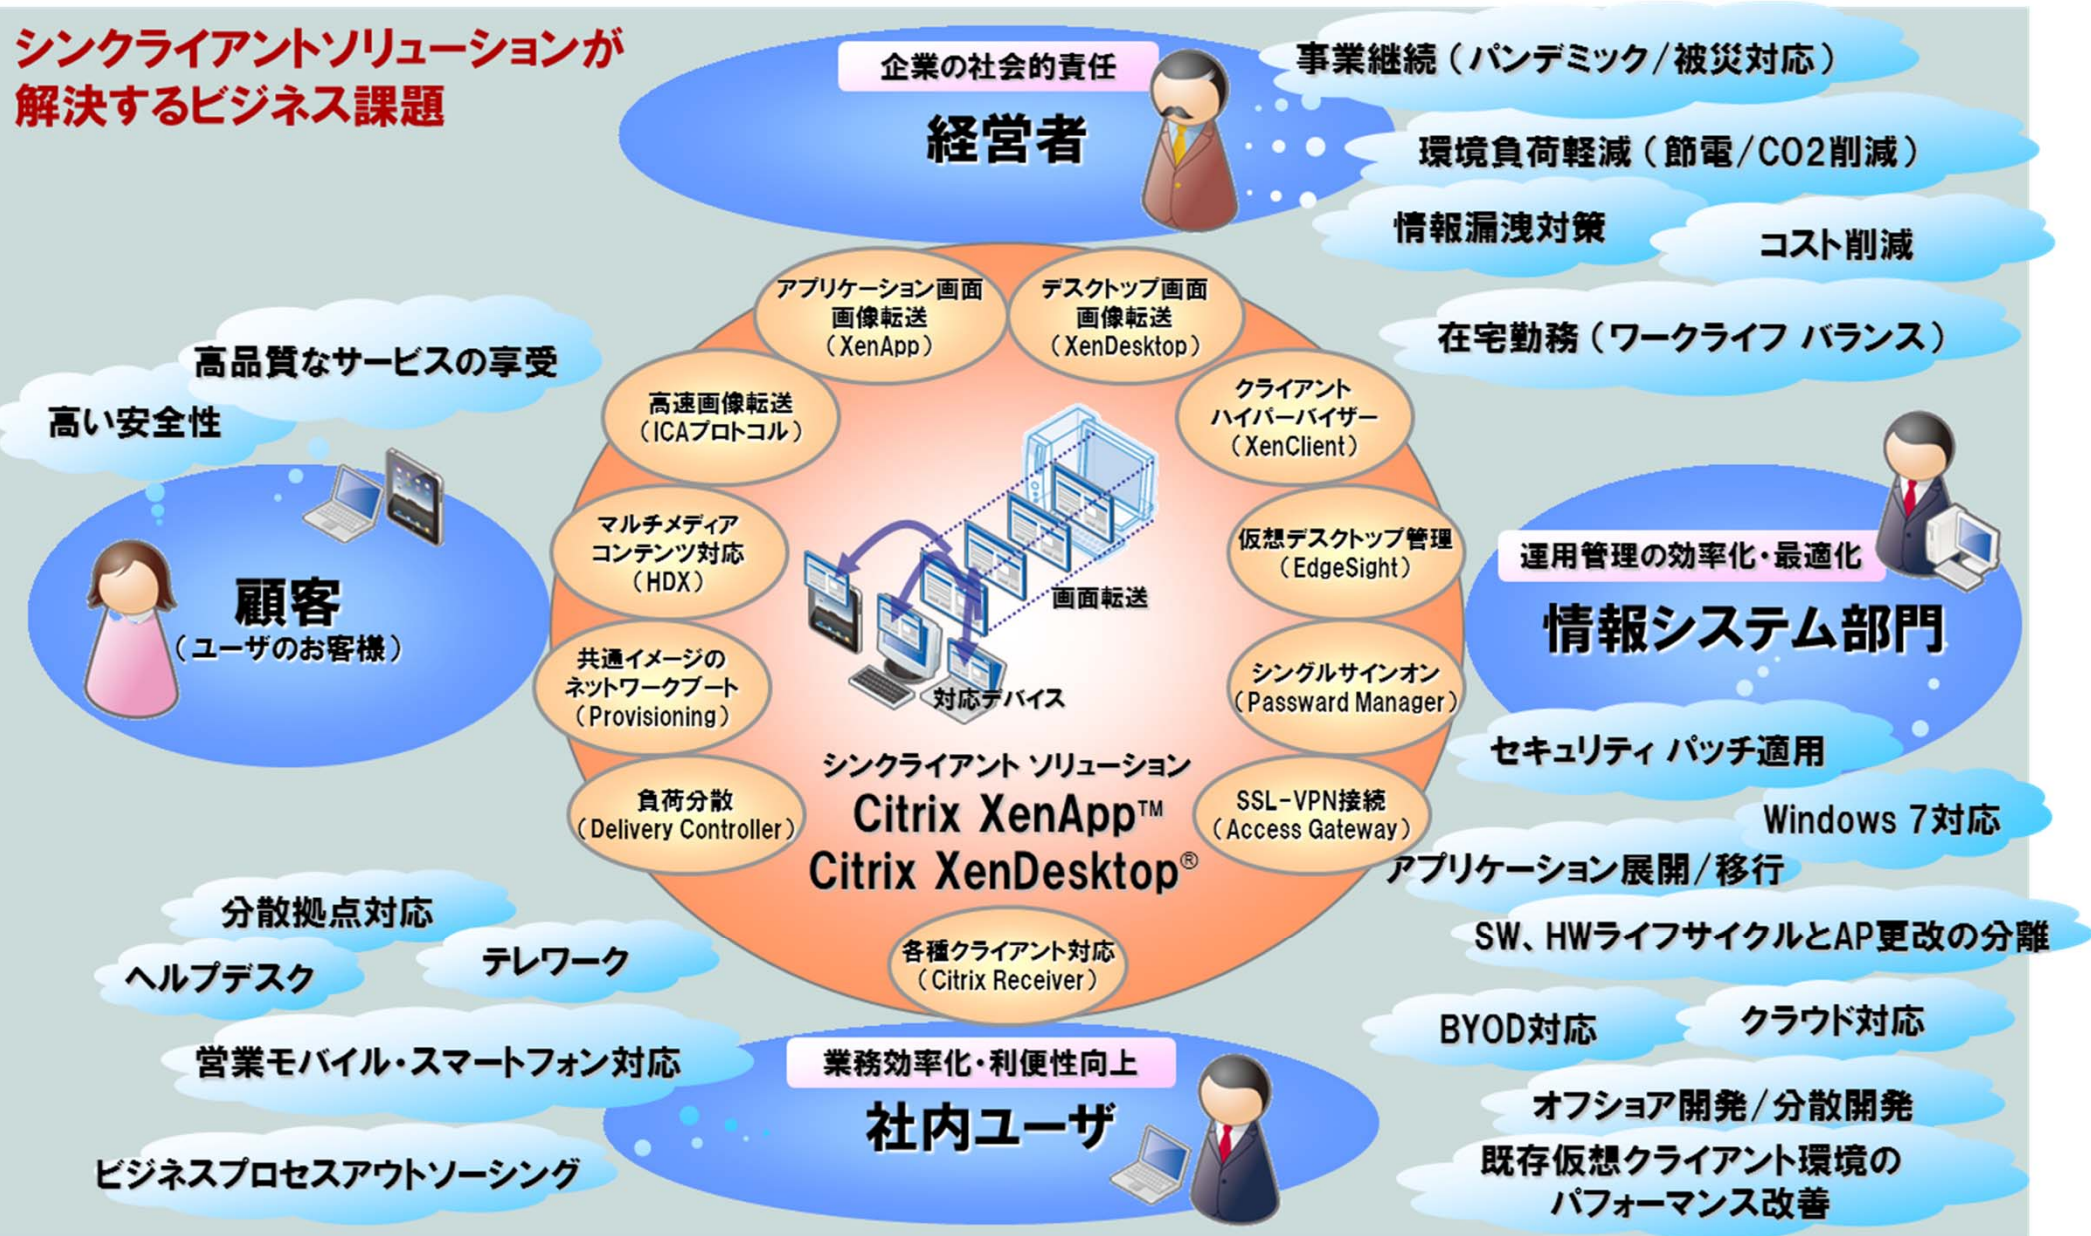 シンクライアントソリューションが
解決するビジネス課題
企業の社会的責任
経営者
事業継続（パンデミック/被災対応）
環境負荷軽減（節電/CO2削減）
情報漏洩対策
コスト削減
在宅勤務（ワークライフ バランス）
高品質なサービスの享受
高い安全性
顧客
（ユーザのお客様）
アプリケーション画面
画像転送
（XenApp）
デスクトップ画面
画像転送
（XenDesktop）
高速画像転送
（ICAプロトコル）
クライアント
ハイパーバイザー
（XenClient）
マルチメディア
コンテンツ対応
（HDX）
仮想デスクトップ管理
（EdgeSight）
共通イメージの
ネットワークブート
（Provisioning）
シングルサインオン
（Passward Manager）
負荷分散
（Delivery Controller）
SSL-VPN接続
（Access Gateway）
画面転送
対応デバイス
シンクライアント ソリューション
Citrix XenApp™
Citrix XenDesktop®
各種クライアント対応
（Citrix Receiver）
運用管理の効率化・最適化
情報システム部門
セキュリティ パッチ適用
Windows 7対応
アプリケーション展開/移行
SW、HWライフサイクルとAP更改の分離
BYOD対応
クラウド対応
オフショア開発/分散開発
既存仮想クライアント環境の
パフォーマンス改善
分散拠点対応
ヘルプデスク
テレワーク
営業モバイル・スマートフォン対応
ビジネスプロセスアウトソーシング
業務効率化・利便性向上
社内ユーザ